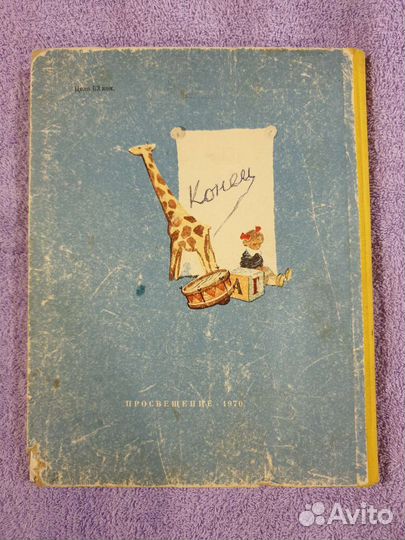 Цена 53 коп.
Конец
А Г
ПРОСВЕЩЕНИЕ · 1970
Avito